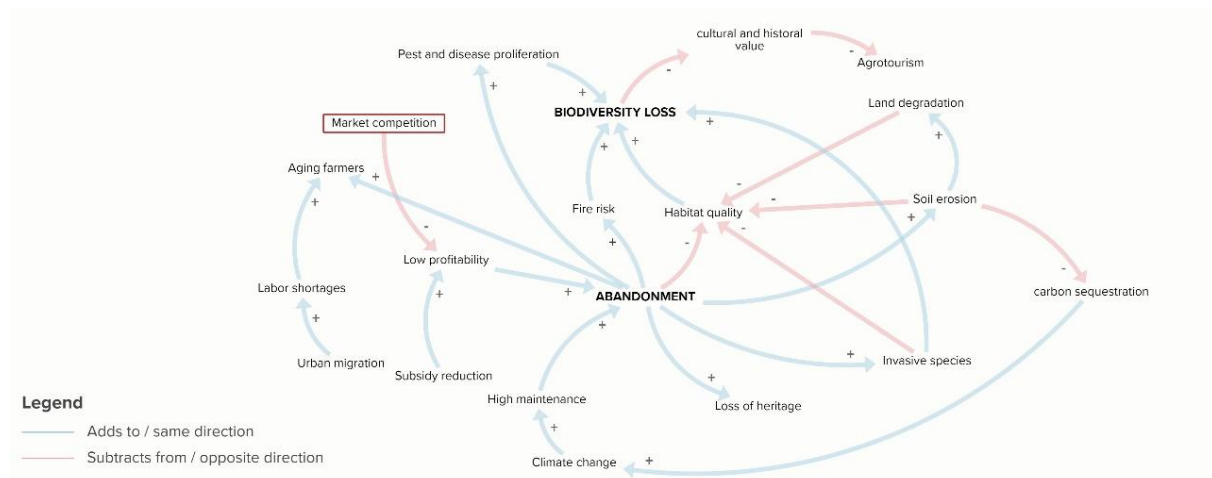 cultural and historal
value
Agrotourism
Pest and disease proliferation
BIODIVERSITY LOSS
Land degradation
Market competition
Aging farmers
Fire risk
Habitat quality
Soil erosion
Low profitability
Labor shortages
ABANDONMENT
carbon sequestration
Urban migration
Subsidy reduction
Invasive species
High maintenance
Loss of heritage
Climate change
Legend
Adds to / same direction
Subtracts from / opposite direction